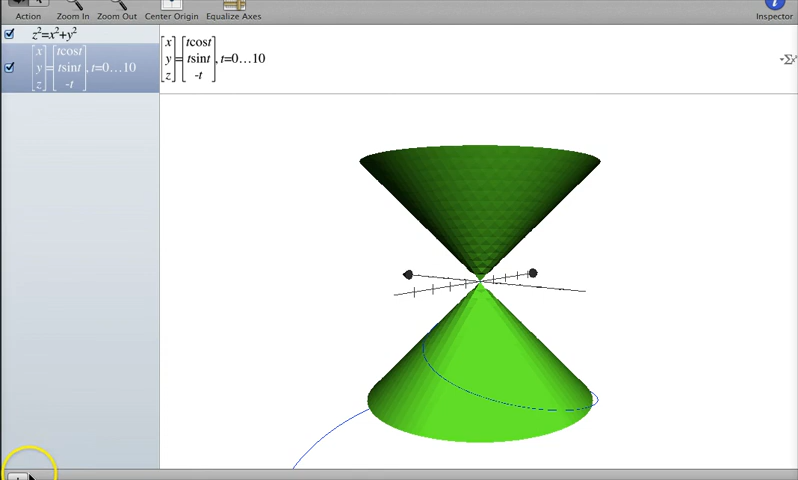 Action Zoom In Zoom Out Center Origin Equalize Axes Inspector
z²=x²+y²
[x y z] = [tcost tsint -t], t=0…10
[x y z] = [tcost tsint -t], t=0…10